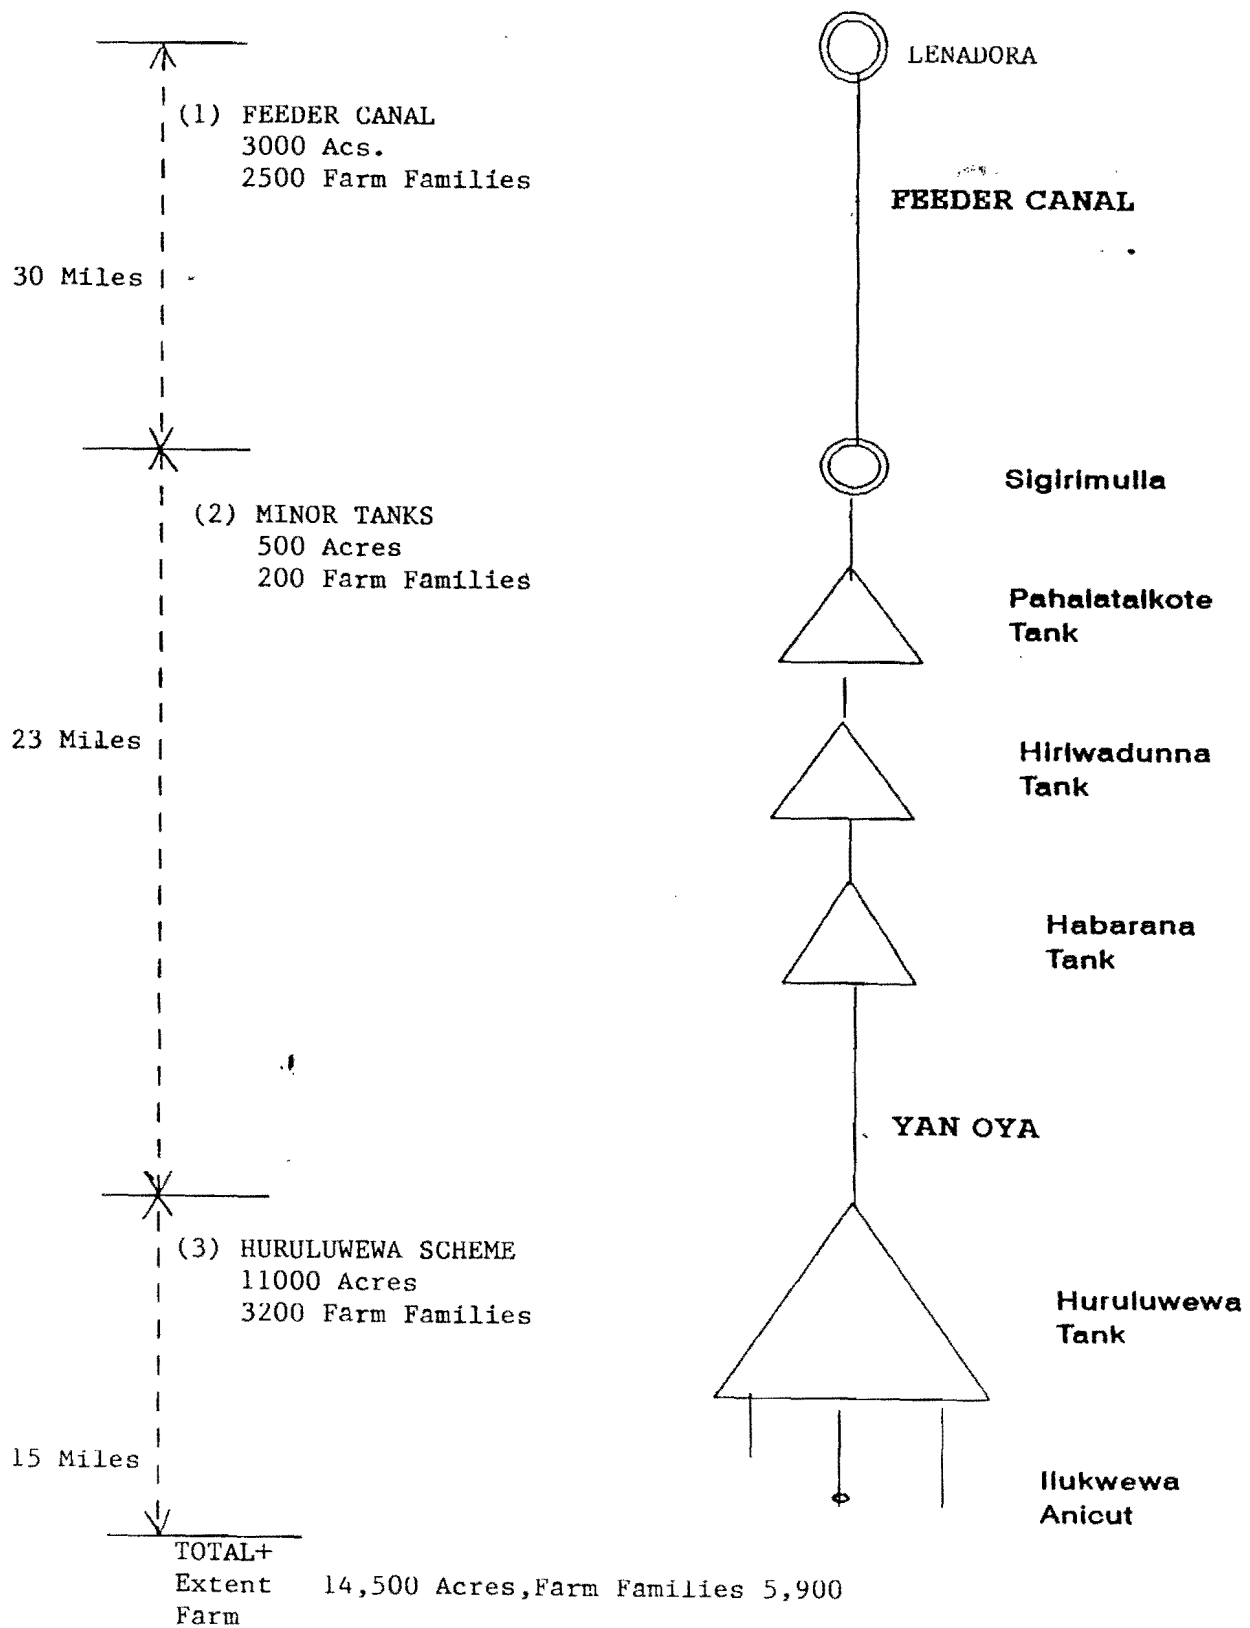 LENADORA
(1) FEEDER CANAL
3000 Acs.
2500 Farm Families
FEEDER CANAL
30 Miles
Sigirimulla
(2) MINOR TANKS
500 Acres
200 Farm Families
Pahalatalkote
Tank
23 Miles
Hiriwadunna
Tank
Habarana
Tank
YAN OYA
(3) HURULUWEWA SCHEME
11000 Acres
3200 Farm Families
Huruluwewa
Tank
15 Miles
Ilukwewa
Anicut
TOTAL+
Extent 14,500 Acres,Farm Families 5,900
Farm